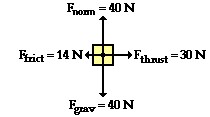 Fnorm = 40 N
Ffrict = 14 N Fthrust = 30 N
Fgrav = 40 N